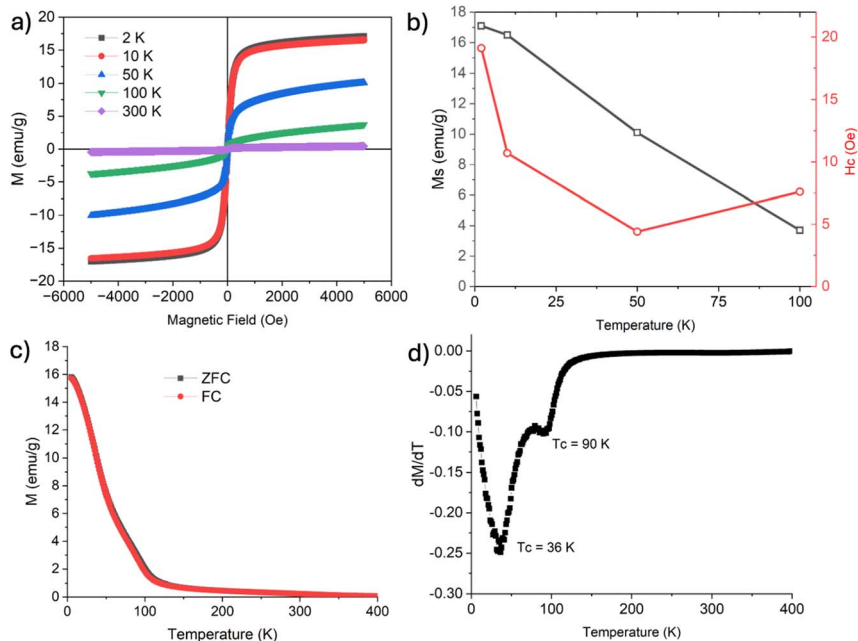 a)
2 K
10 K
50 K
100 K
300 K
M (emu/g)
20
15
10
5
0
−5
−10
−15
−20
−6000 −4000 −2000 0 2000 4000 6000
Magnetic Field (Oe)
b)
Ms (emu/g)
18
16
14
12
10
8
6
4
2
0
Hc (Oe)
20
15
10
5
0
0 25 50 75 100
Temperature (K)
c)
ZFC
FC
M (emu/g)
18
16
14
12
10
8
6
4
2
0
0 100 200 300 400
Temperature (K)
d)
dM/dT
0.00
-0.05
-0.10
-0.15
-0.20
-0.25
-0.30
Tc = 90 K
Tc = 36 K
0 100 200 300 400
Temperature (K)